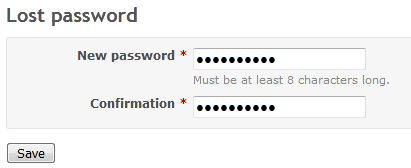 Lost password
New password * ●●●●●●●●●●
Must be at least 8 characters long.
Confirmation * ●●●●●●●●●●
Save